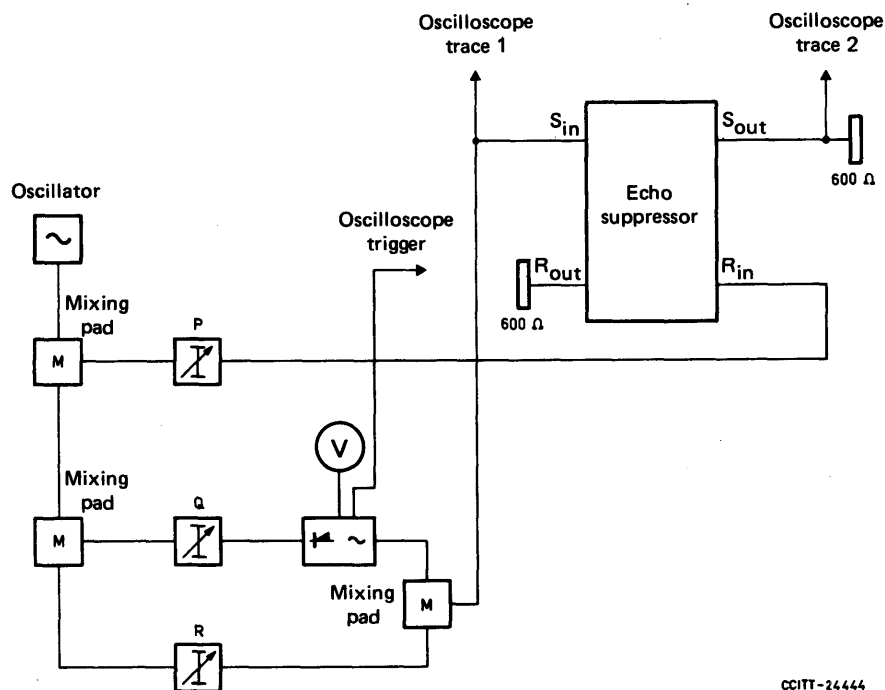 Oscilloscope
trace 1
Oscilloscope
trace 2
S_in
S_out
600 Ω
Echo
suppressor
Oscillator
~
Oscilloscope
trigger
R_out
R_in
600 Ω
Mixing
pad
P
M
V
Mixing
pad
Q
M
~
Mixing
pad
M
R
CCITT-24444